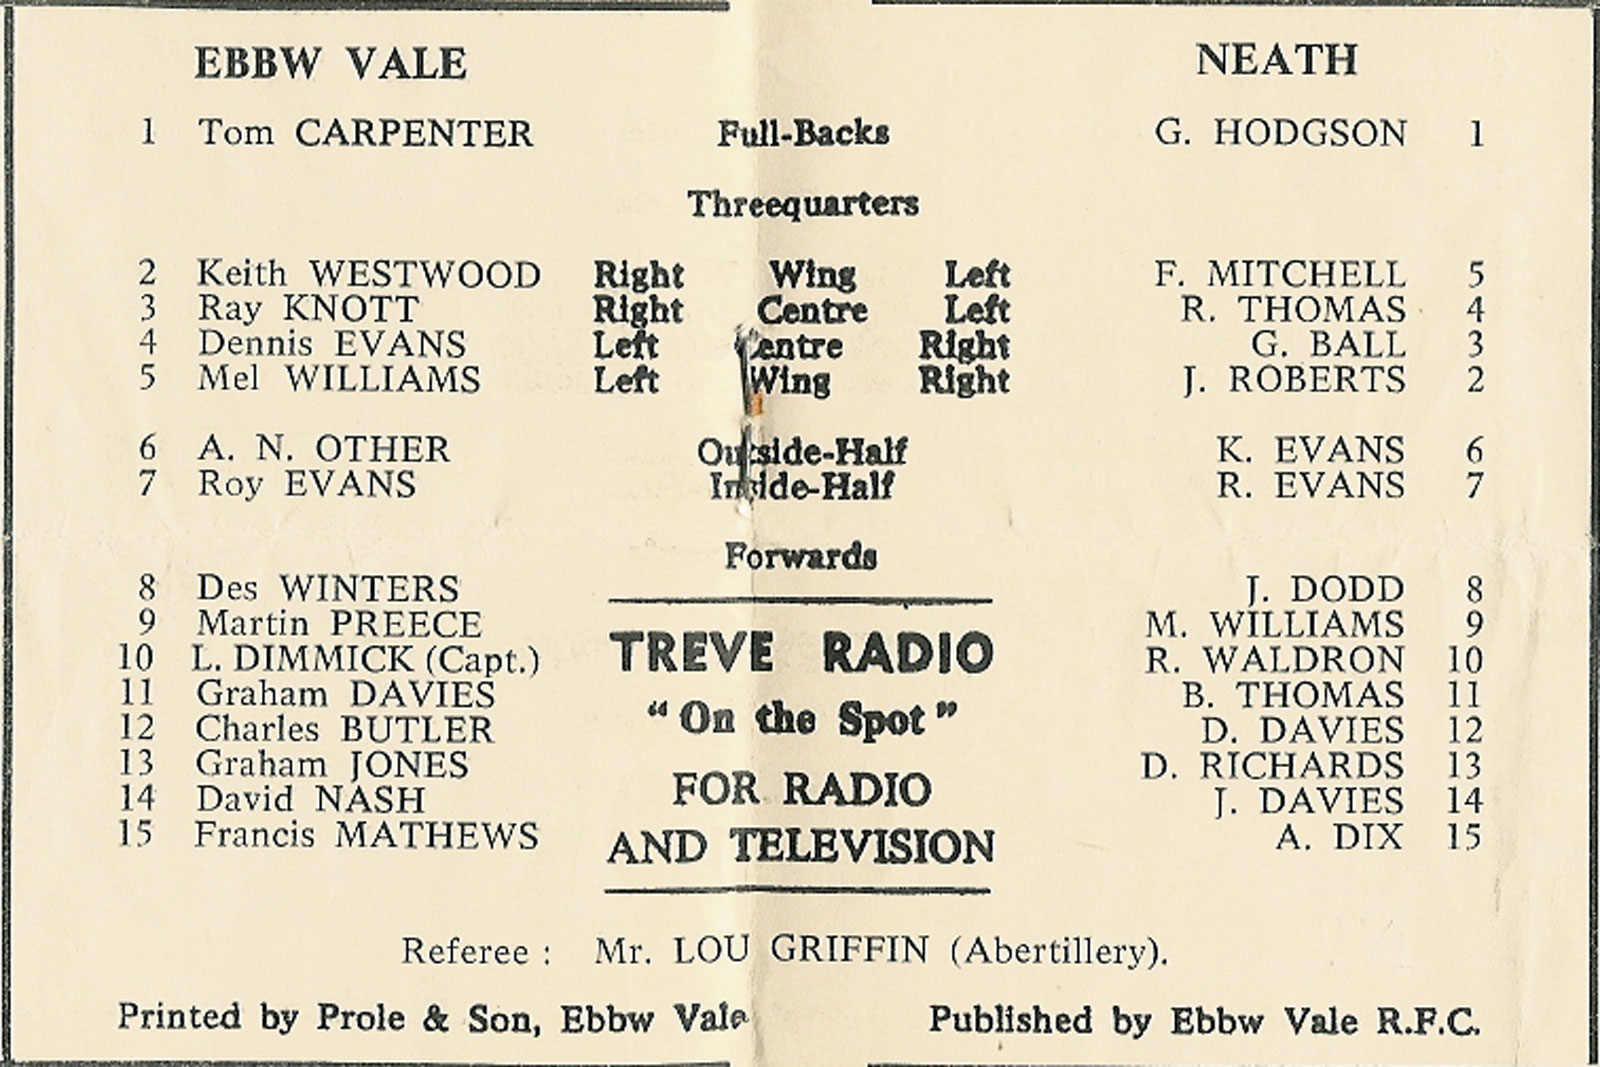 EBBW VALE NEATH
1 Tom CARPENTER Full-Backs G. HODGSON 1
Threequarters
2 Keith WESTWOOD Right Wing Left F. MITCHELL 5
3 Ray KNOTT Right Centre Left R. THOMAS 4
4 Dennis EVANS Left Centre Right G. BALL 3
5 Mel WILLIAMS Left Wing Right J. ROBERTS 2
6 A. N. OTHER Outside-Half K. EVANS 6
7 Roy EVANS Inside-Half R. EVANS 7
Forwards
8 Des WINTERS J. DODD 8
9 Martin PREECE M. WILLIAMS 9
10 L. DIMMICK (Capt.) TREVE RADIO R. WALDRON 10
11 Graham DAVIES B. THOMAS 11
12 Charles BUTLER "On the Spot" D. DAVIES 12
13 Graham JONES FOR RADIO D. RICHARDS 13
14 David NASH J. DAVIES 14
15 Francis MATHEWS AND TELEVISION A. DIX 15
Referee : Mr. LOU GRIFFIN (Abertillery).
Printed by Prole & Son, Ebbw Vale Published by Ebbw Vale R.F.C.